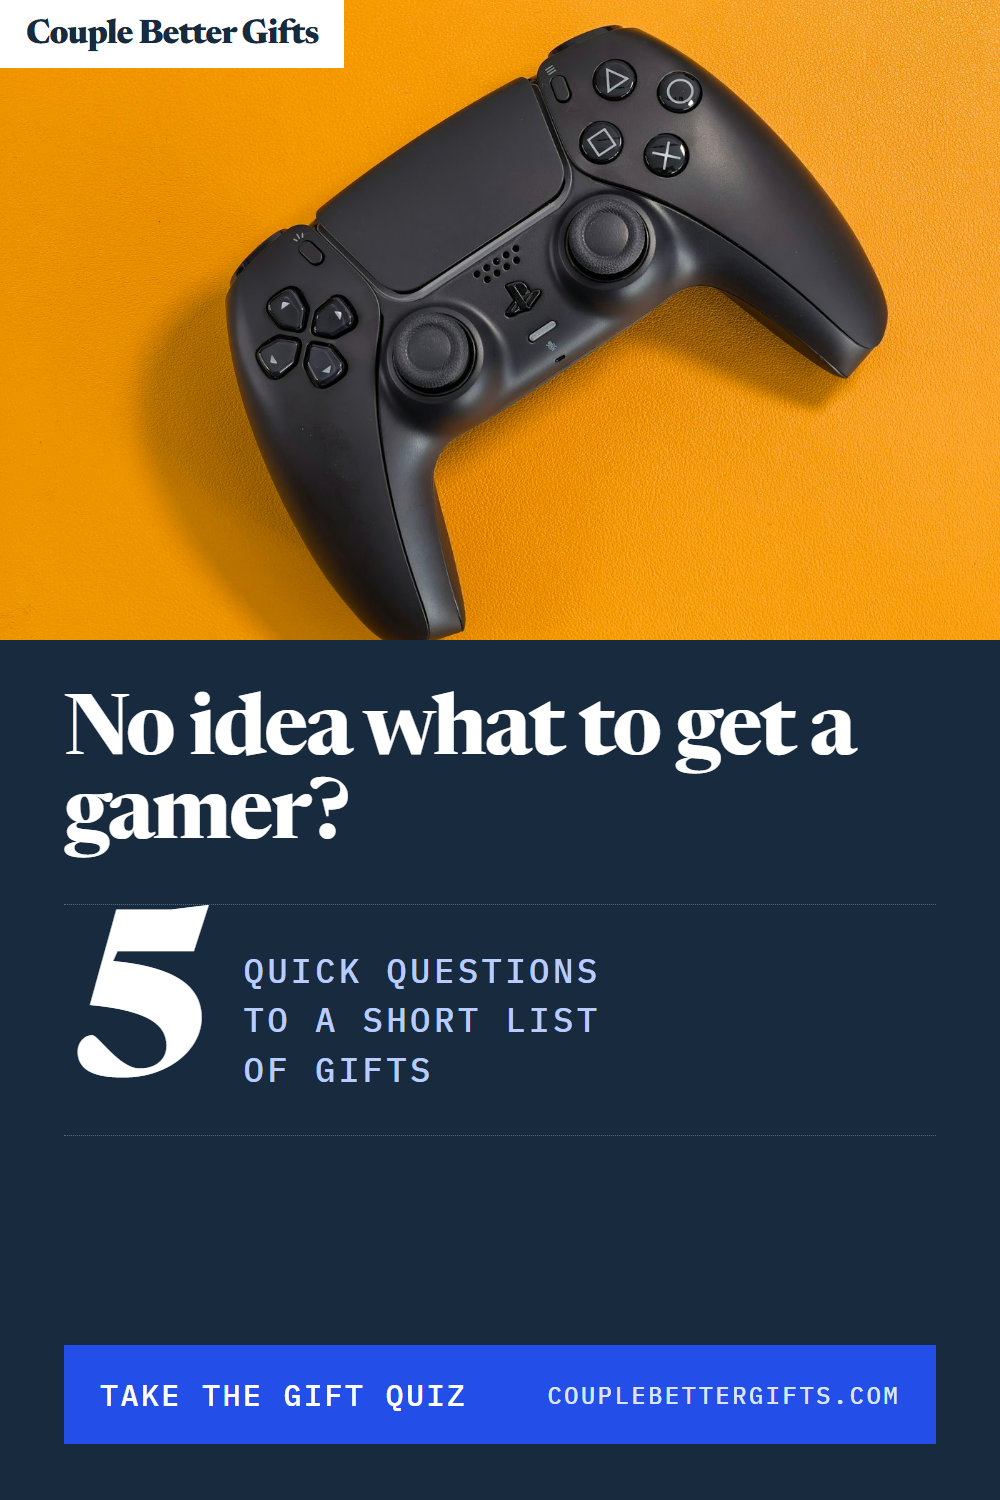 Couple Better Gifts
No idea what to get a
gamer?
5
QUICK QUESTIONS
TO A SHORT LIST
OF GIFTS
TAKE THE GIFT QUIZ
COUPLEBETTERGIFTS.COM